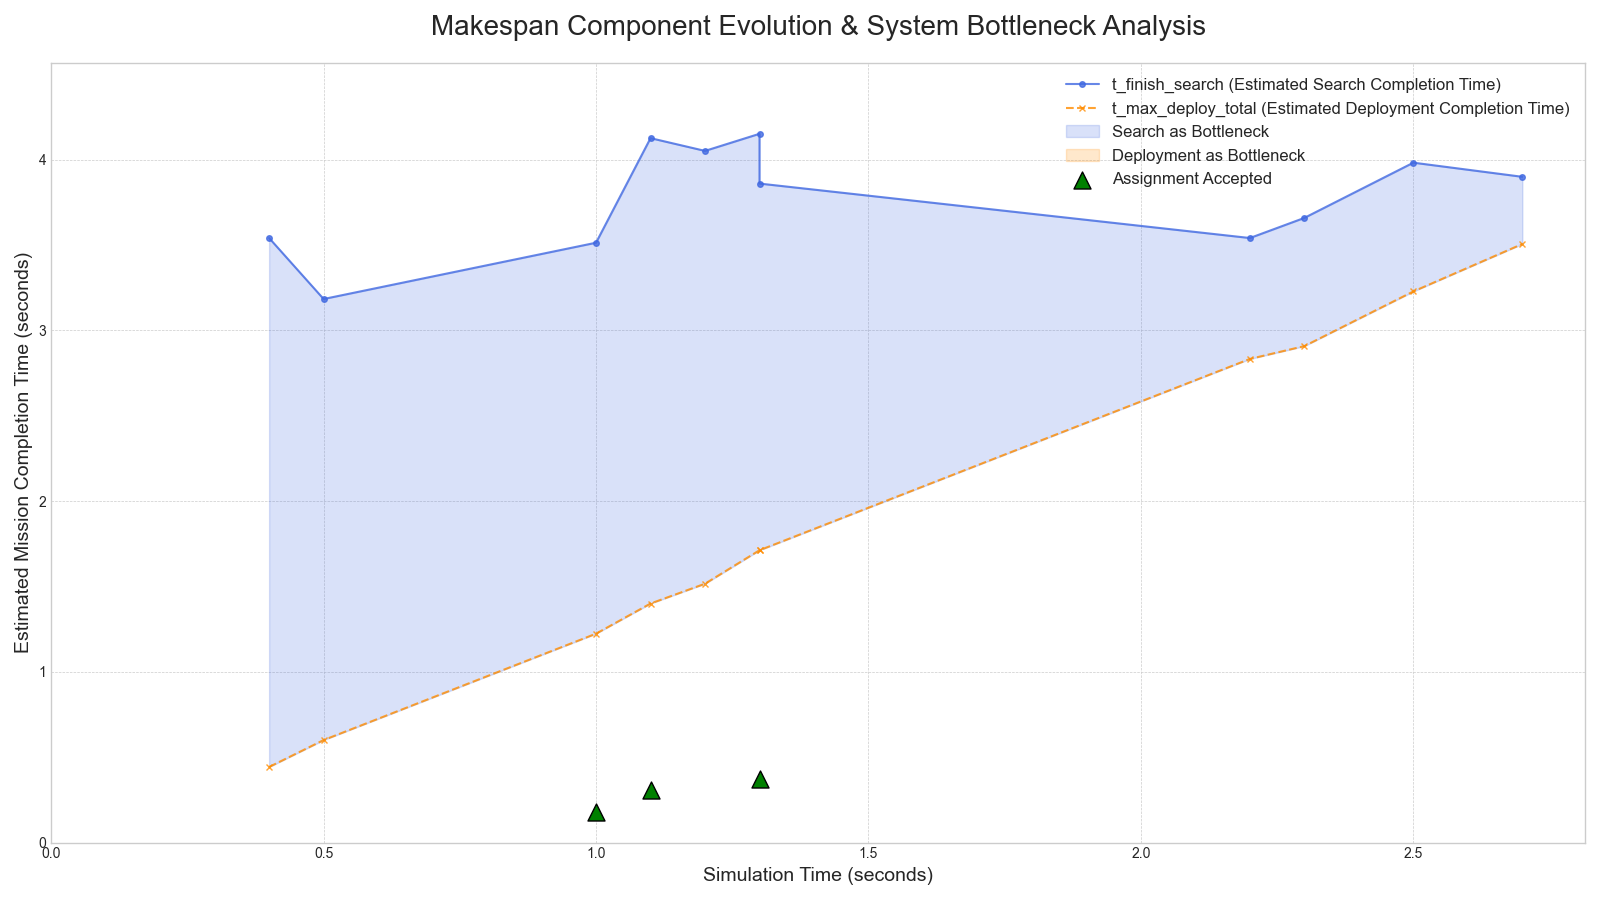 Makespan Component Evolution & System Bottleneck Analysis
t_finish_search (Estimated Search Completion Time)
t_max_deploy_total (Estimated Deployment Completion Time)
Search as Bottleneck
Deployment as Bottleneck
Assignment Accepted
Estimated Mission Completion Time (seconds)
4
3
2
1
0
0.0 0.5 1.0 1.5 2.0 2.5
Simulation Time (seconds)